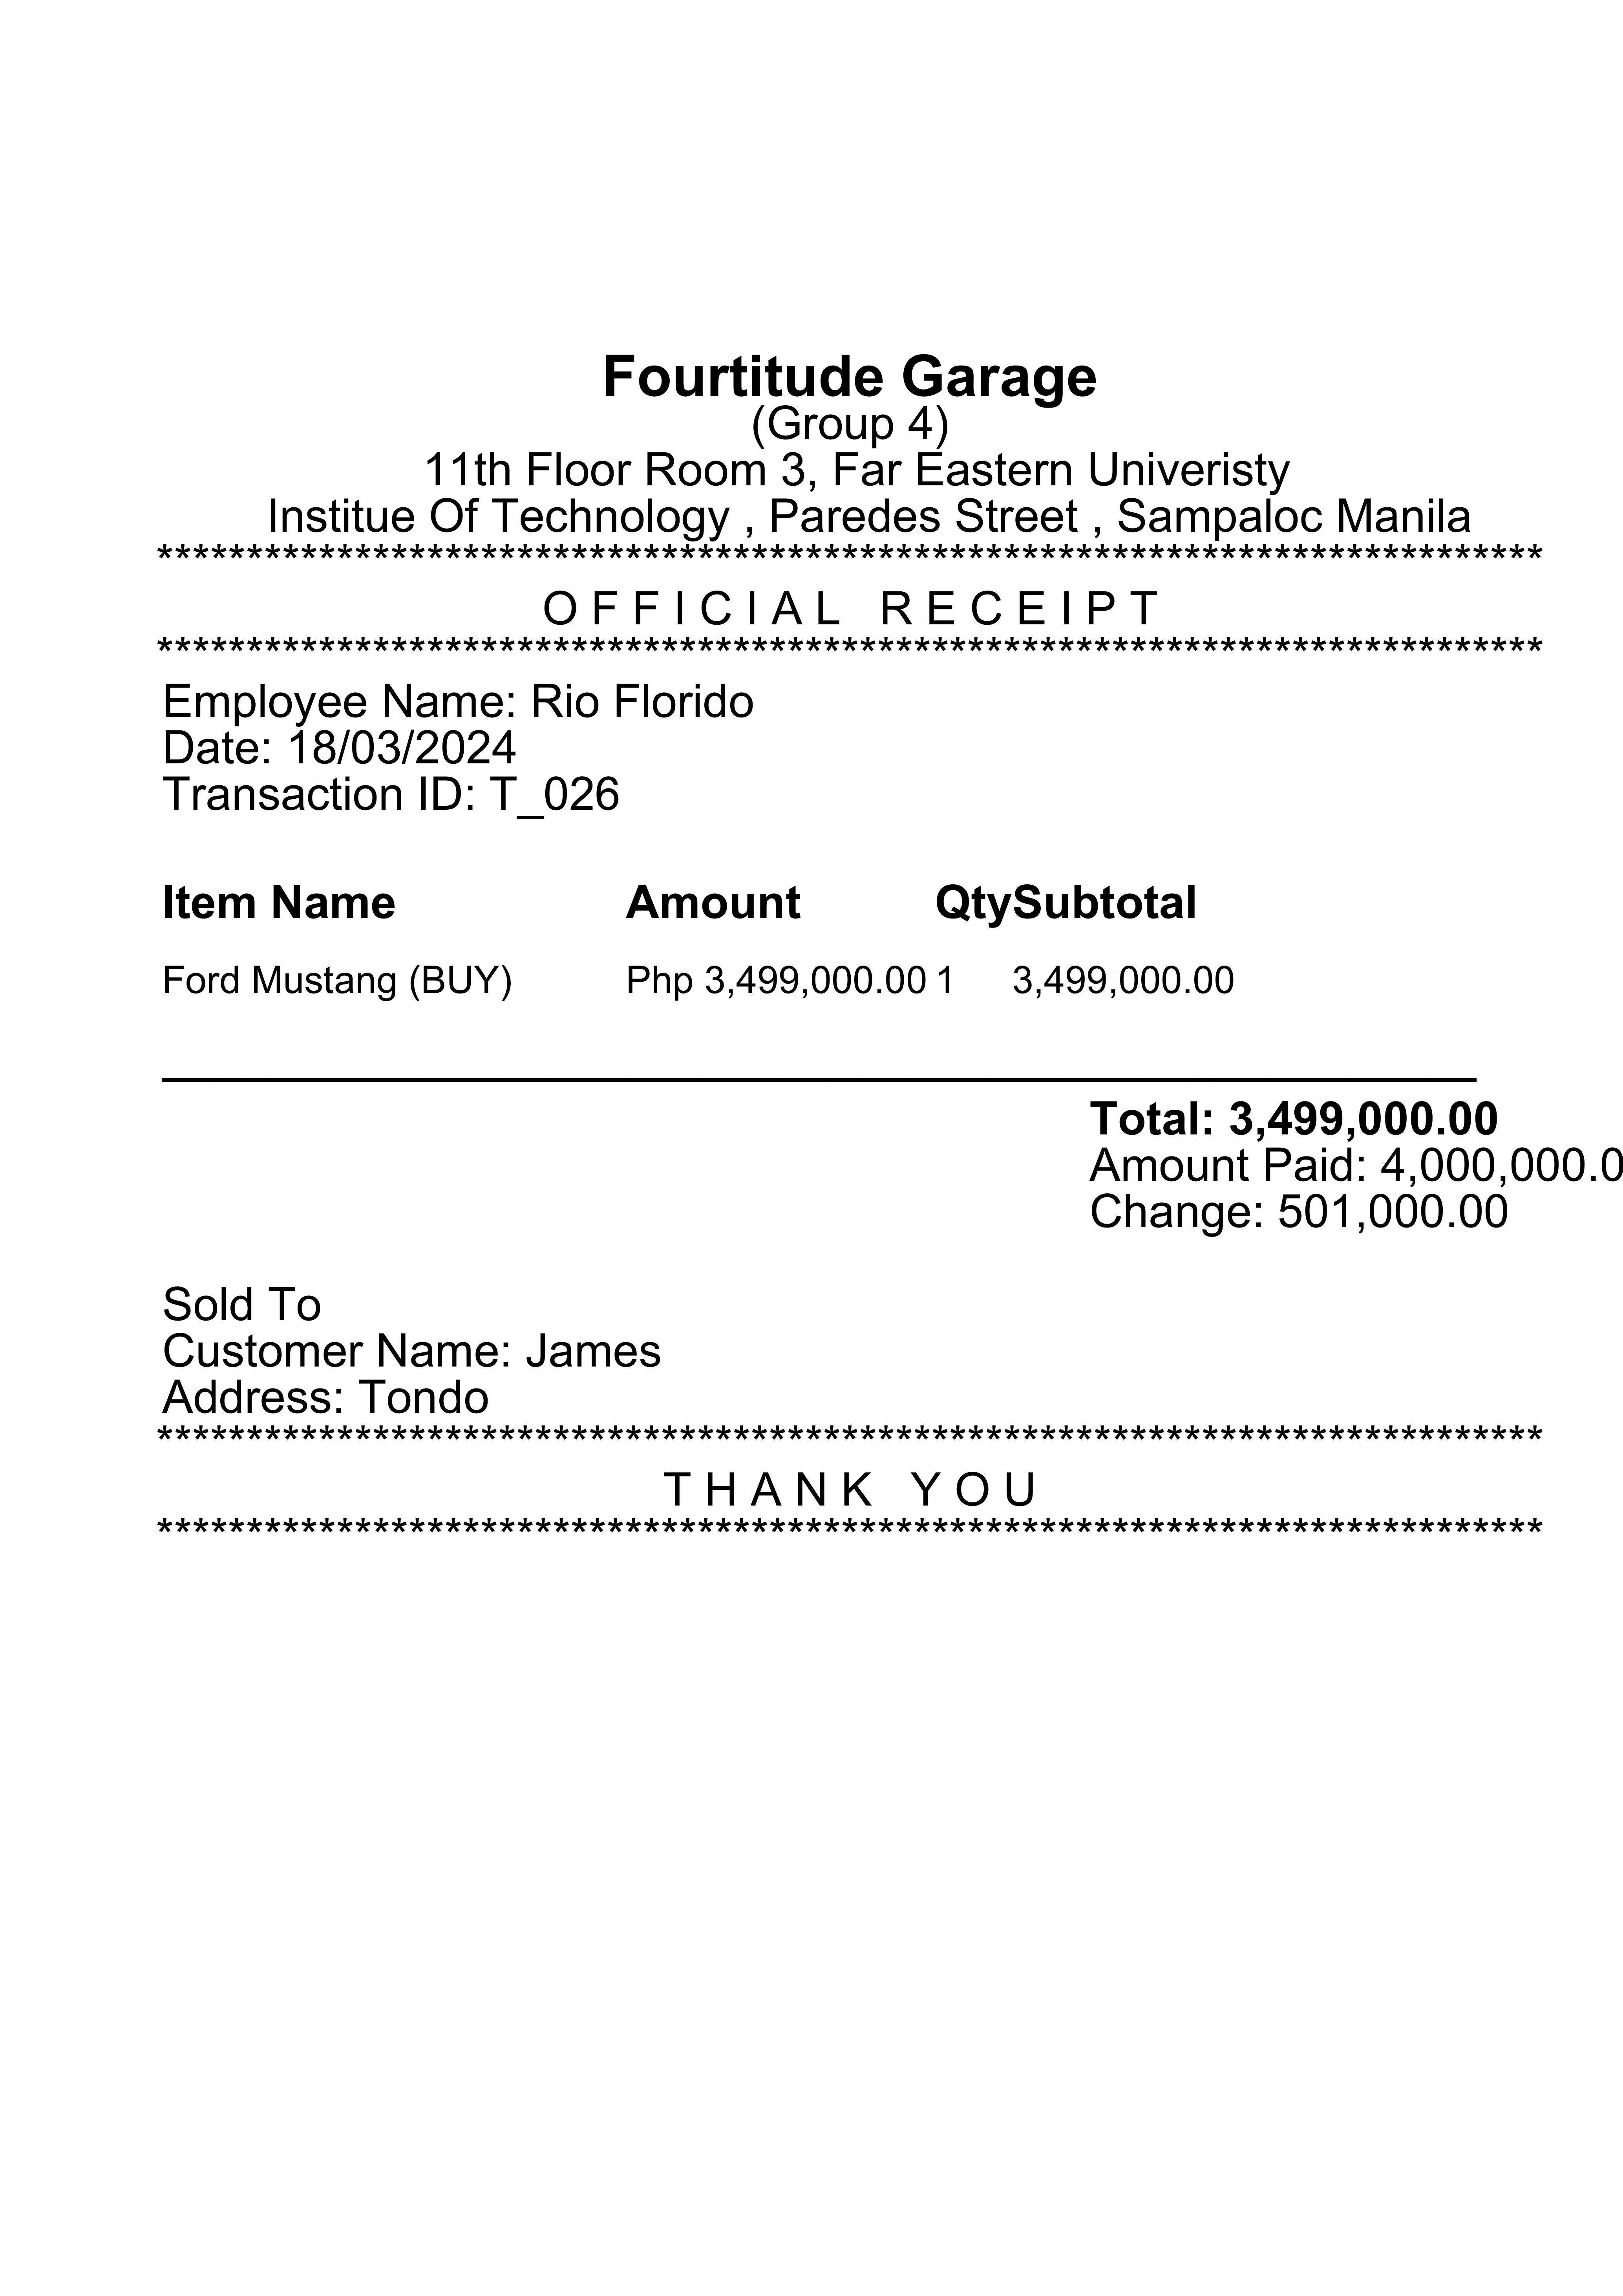 Fourtitude Garage
(Group 4)
11th Floor Room 3, Far Eastern Univeristy
Institue Of Technology , Paredes Street , Sampaloc Manila
*****************************************************************************
O F F I C I A L   R E C E I P T
*****************************************************************************
Employee Name: Rio Florido
Date: 18/03/2024
Transaction ID: T_026
Item Name Amount QtySubtotal
Ford Mustang (BUY) Php 3,499,000.00 1 3,499,000.00
Total: 3,499,000.00
Amount Paid: 4,000,000.0
Change: 501,000.00
Sold To
Customer Name: James
Address: Tondo
*****************************************************************************
T H A N K   Y O U
*****************************************************************************